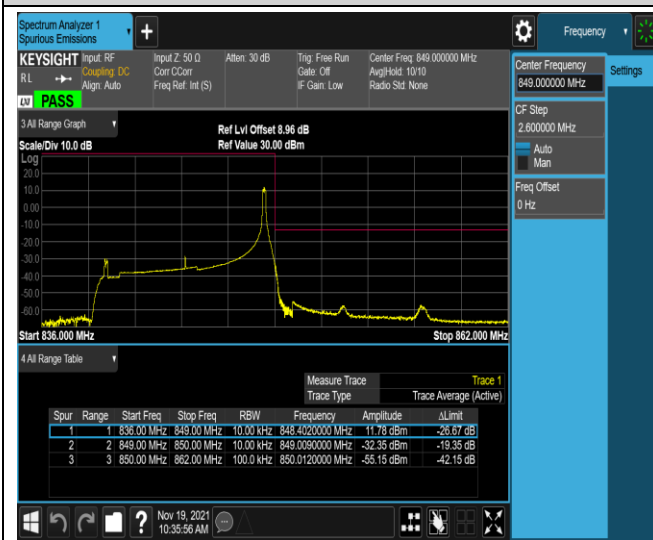 Spectrum Analyzer 1
Spurious Emissions
Frequency
KEYSIGHT Input: RF
Coupling: DC
Align: Auto
RL
LXI PASS
Input Z: 50 Ω
Corr CCorr
Freq Ref: Int (S)
Atten: 30 dB
Trig: Free Run
Gate: Off
IF Gain: Low
Center Freq: 849.000000 MHz
Avg|Hold: 10/10
Radio Std: None
Center Frequency
849.000000 MHz
Settings
CF Step
2.600000 MHz
Auto
Man
Freq Offset
0 Hz
3 All Range Graph
Ref Lvl Offset 8.96 dB
Scale/Div 10.0 dB
Ref Value 30.00 dBm
Log
20.0
10.0
0.00
-10.0
-20.0
-30.0
-40.0
-50.0
-60.0
Start 836.000 MHz
Stop 862.000 MHz
4 All Range Table
Measure Trace Trace 1
Trace Type Trace Average (Active)
Spur Range Start Freq Stop Freq RBW Frequency Amplitude ΔLimit
1 1 836.00 MHz 849.00 MHz 10.00 kHz 848.4020000 MHz 11.78 dBm -26.67 dB
2 2 849.00 MHz 850.00 MHz 10.00 kHz 849.0090000 MHz -32.35 dBm -19.35 dB
3 3 850.00 MHz 862.00 MHz 100.0 kHz 850.0120000 MHz -55.15 dBm -42.15 dB
Nov 19, 2021
10:35:56 AM